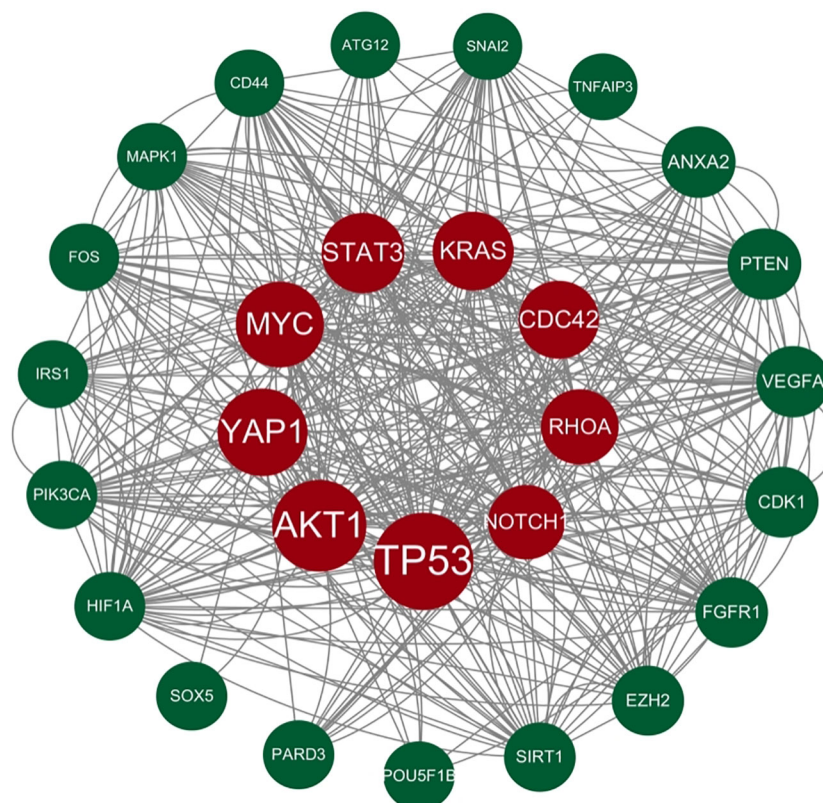 ATG12
SNAI2
CD44
TNFAIP3
MAPK1
ANXA2
STAT3
KRAS
FOS
PTEN
MYC
CDC42
IRS1
VEGFA
YAP1
RHOA
PIK3CA
CDK1
AKT1
NOTCH1
TP53
HIF1A
FGFR1
SOX5
EZH2
PARD3
SIRT1
POU5F1B